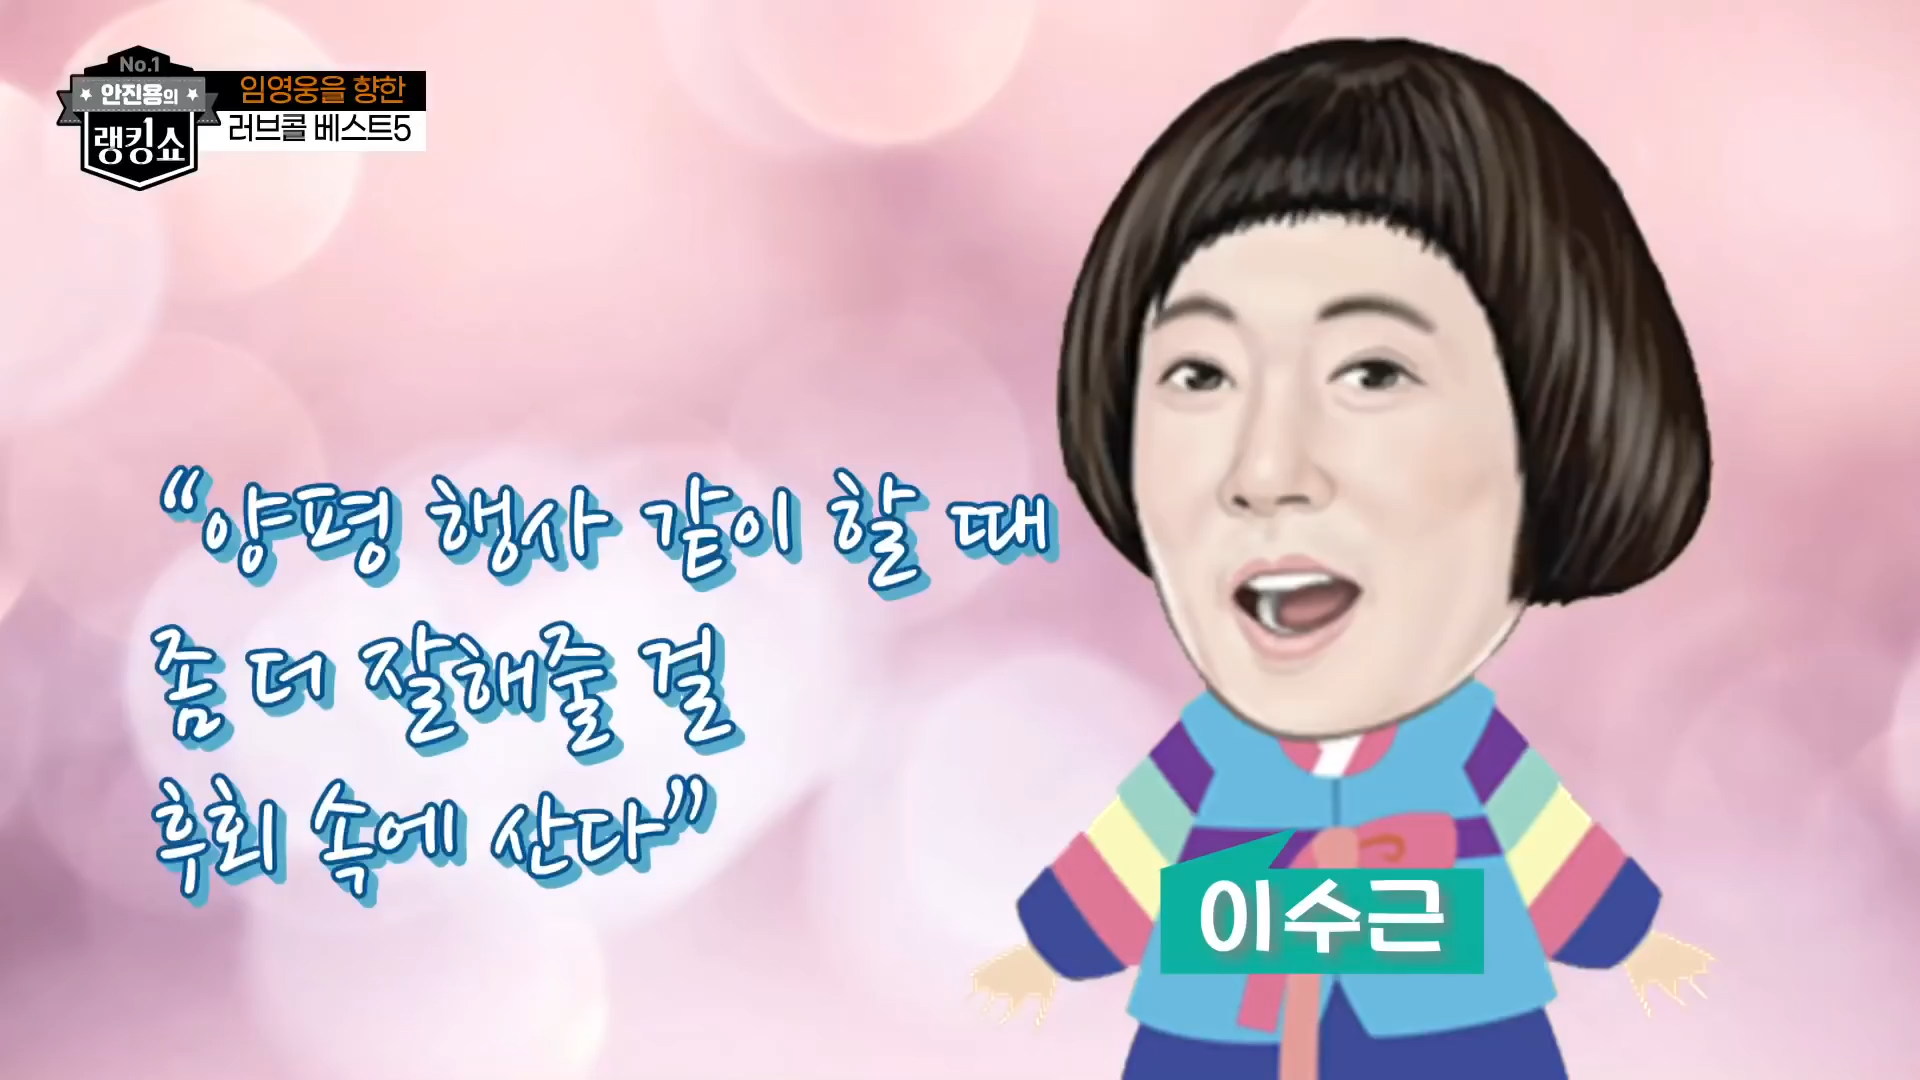 No.1
안진용의
랭킹쇼
임영웅을 향한
러브콜 베스트5
“양평 행사 같이 할 때
좀 더 잘해줄 걸
후회 속에 산다”
이수근